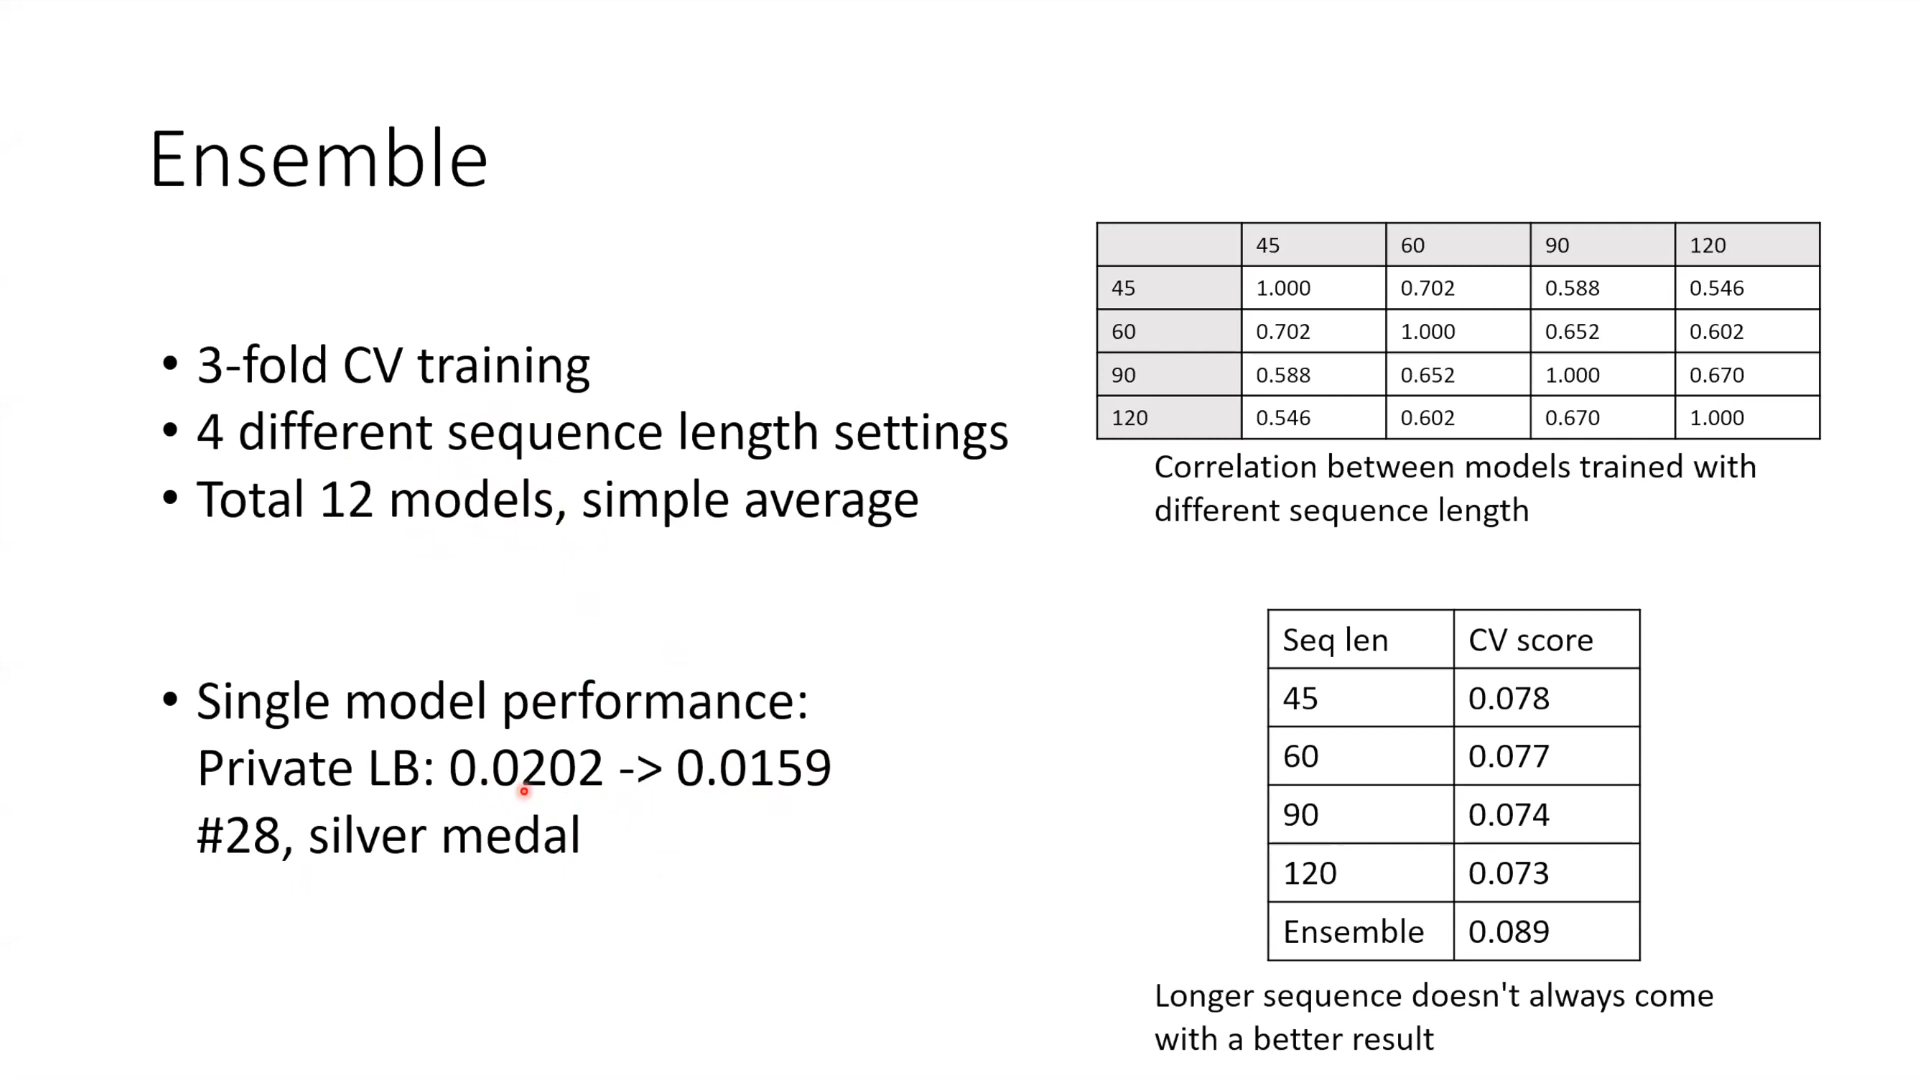 Ensemble
• 3-fold CV training
• 4 different sequence length settings
• Total 12 models, simple average
• Single model performance:
Private LB: 0.0202 -> 0.0159
#28, silver medal
45 60 90 120
45 1.000 0.702 0.588 0.546
60 0.702 1.000 0.652 0.602
90 0.588 0.652 1.000 0.670
120 0.546 0.602 0.670 1.000
Correlation between models trained with
different sequence length
Seq len CV score
45 0.078
60 0.077
90 0.074
120 0.073
Ensemble 0.089
Longer sequence doesn't always come
with a better result